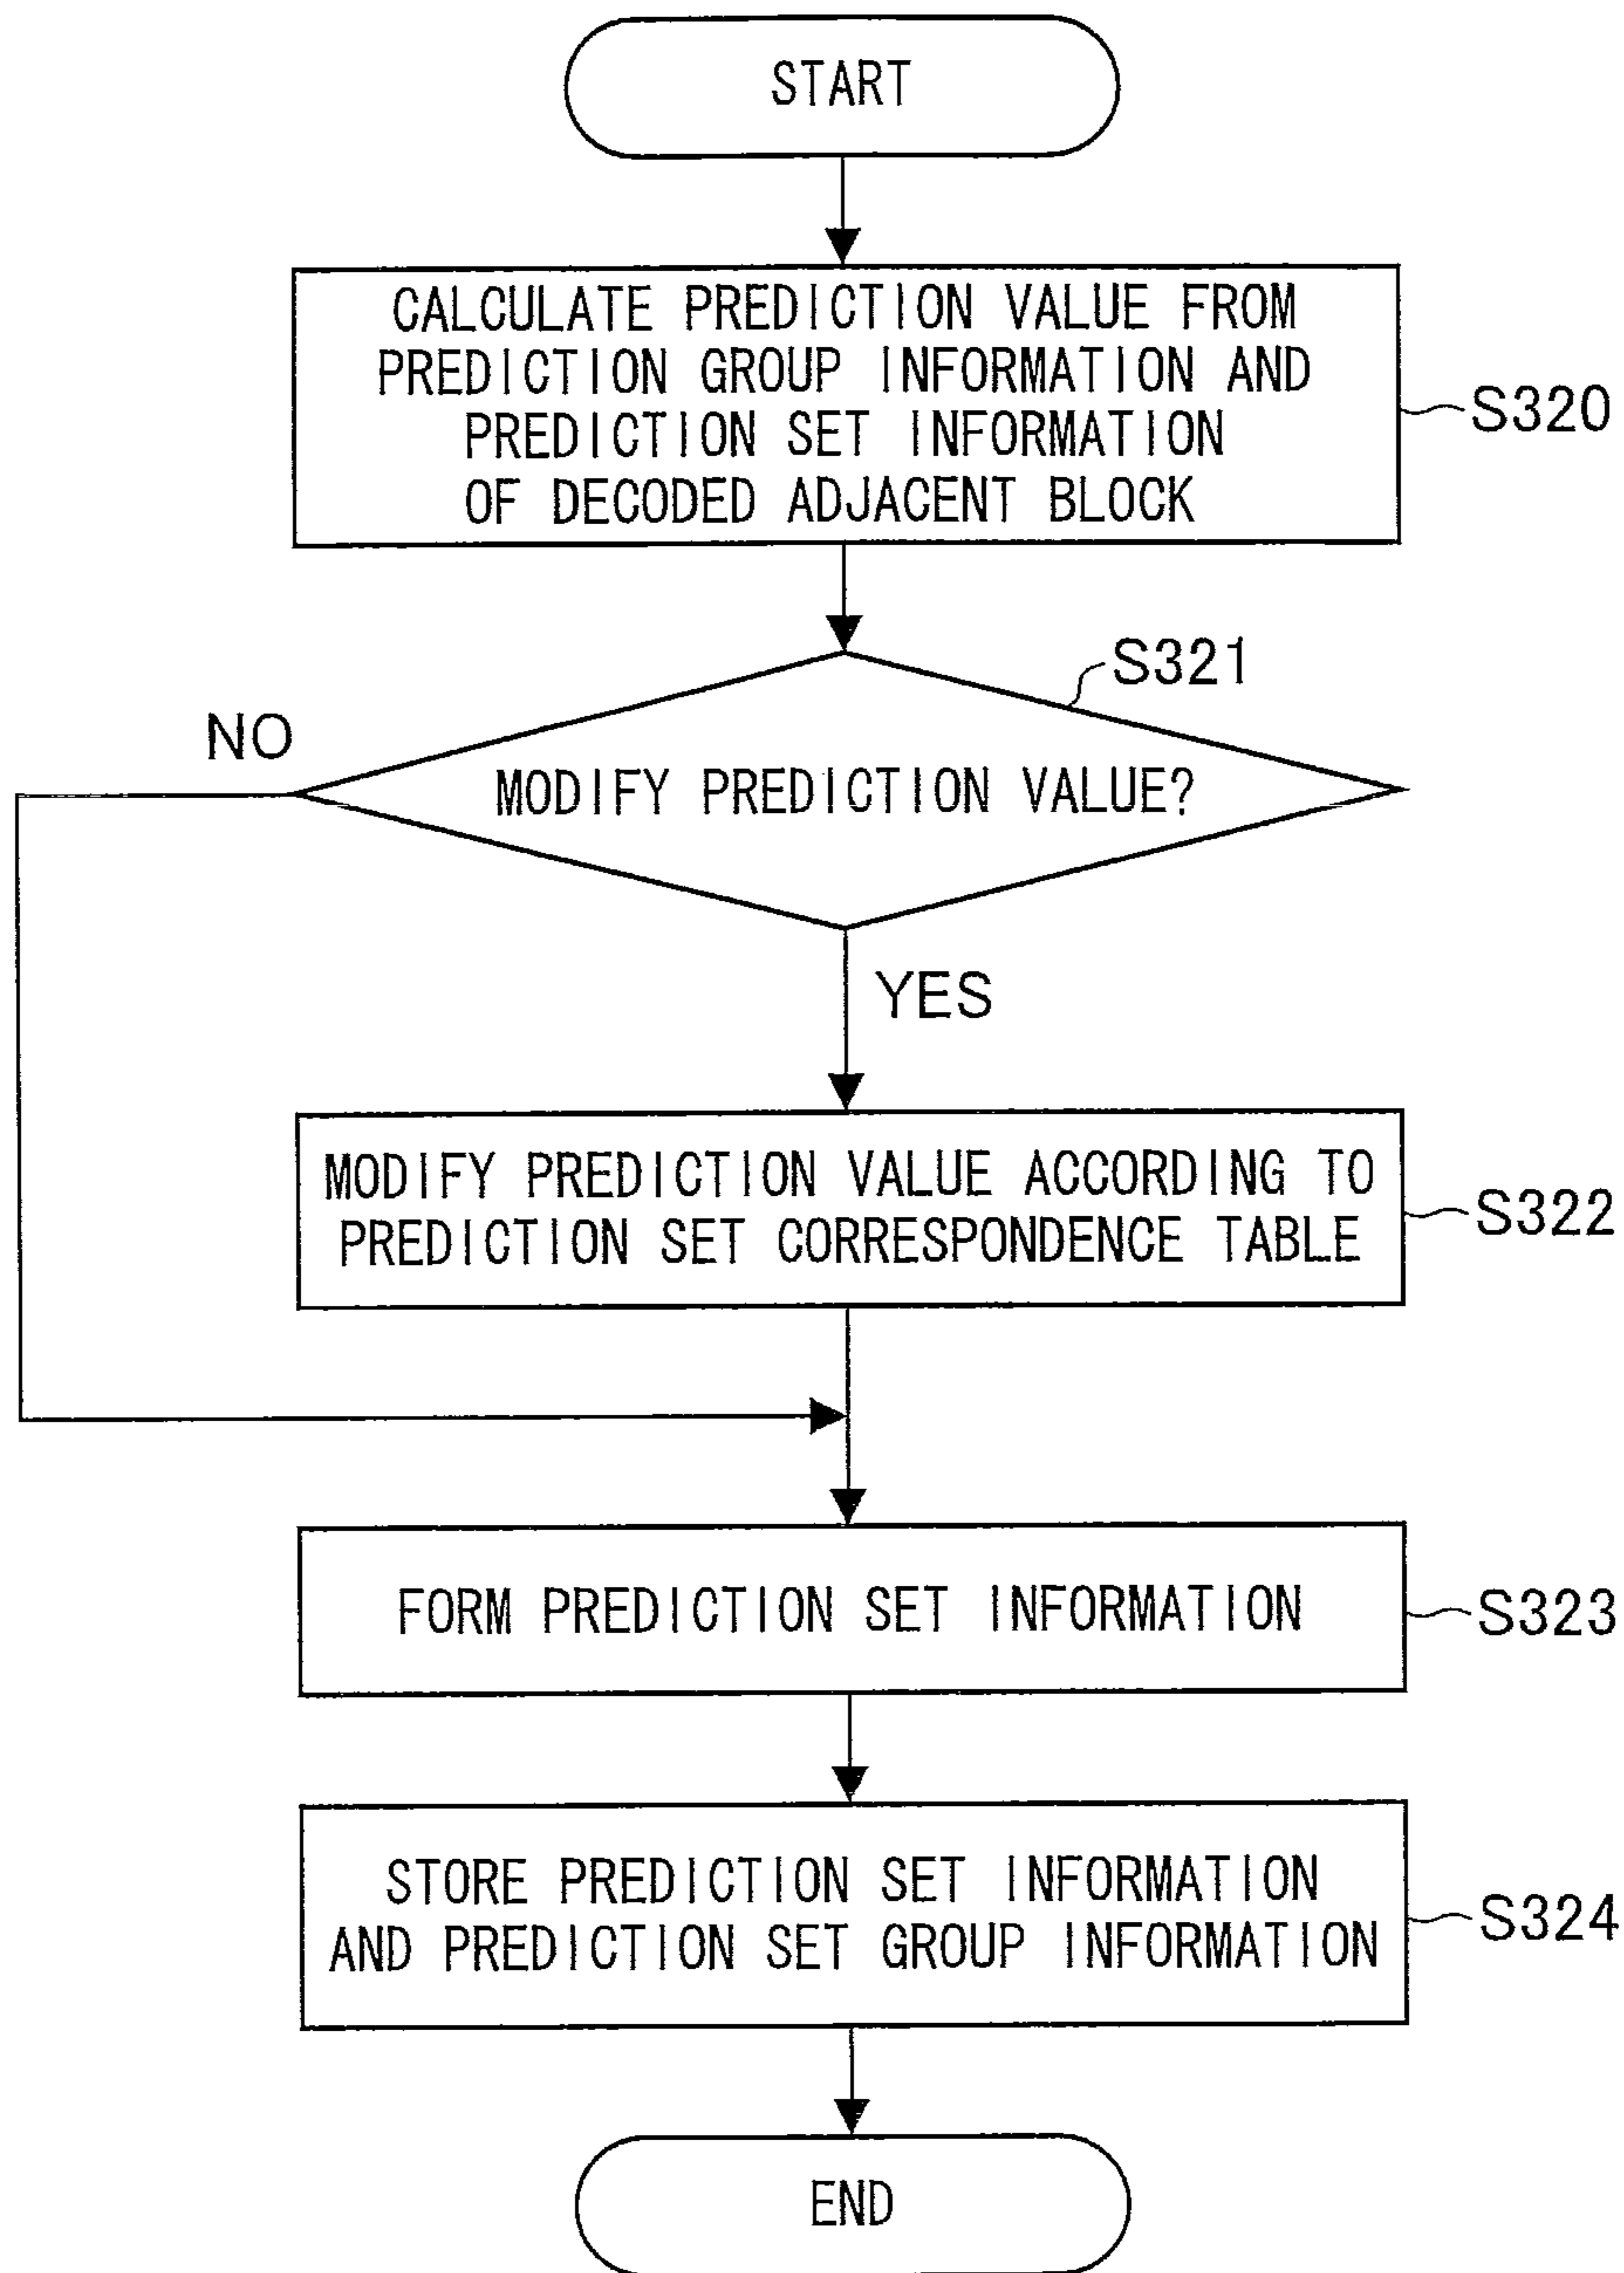 START
CALCULATE PREDICTION VALUE FROM
PREDICTION GROUP INFORMATION AND
PREDICTION SET INFORMATION
OF DECODED ADJACENT BLOCK
S320
S321
NO
MODIFY PREDICTION VALUE?
YES
MODIFY PREDICTION VALUE ACCORDING TO
PREDICTION SET CORRESPONDENCE TABLE
S322
FORM PREDICTION SET INFORMATION
S323
STORE PREDICTION SET INFORMATION
AND PREDICTION SET GROUP INFORMATION
S324
END